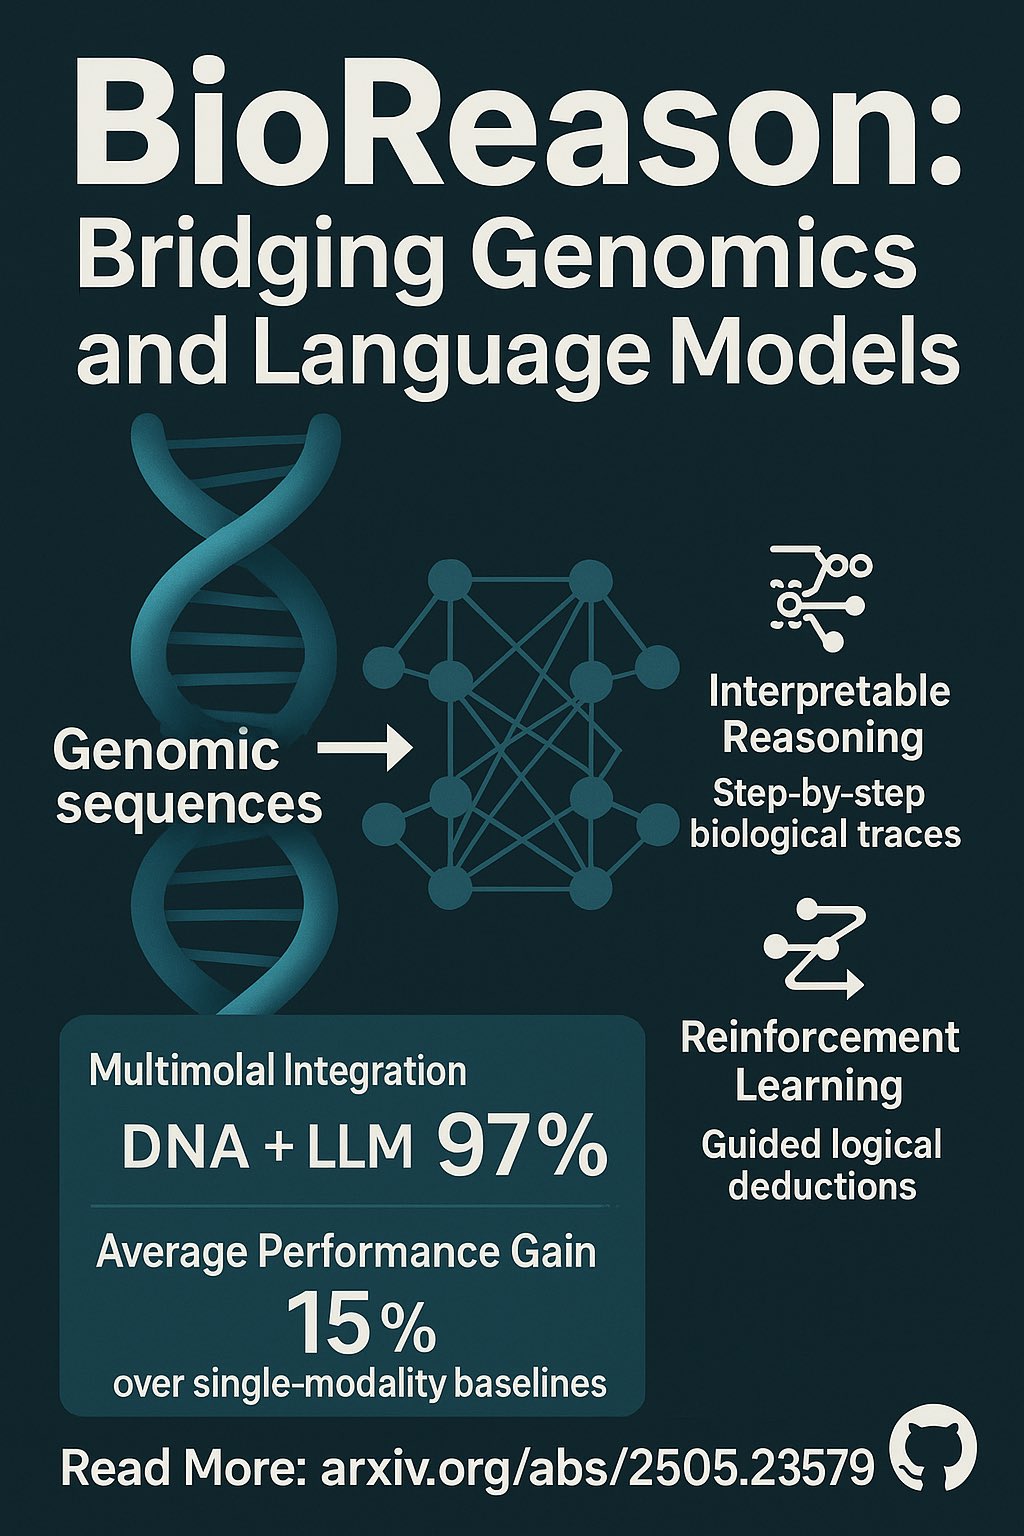 BioReason:
Bridging Genomics
and Language Models
Genomic
sequences
Interpretable
Reasoning
Step-by-step
biological traces
Reinforcement
Learning
Guided logical
deductions
Multimolal Integration
DNA + LLM 97%
Average Performance Gain
15%
over single-modality baselines
Read More: arxiv.org/abs/2505.23579